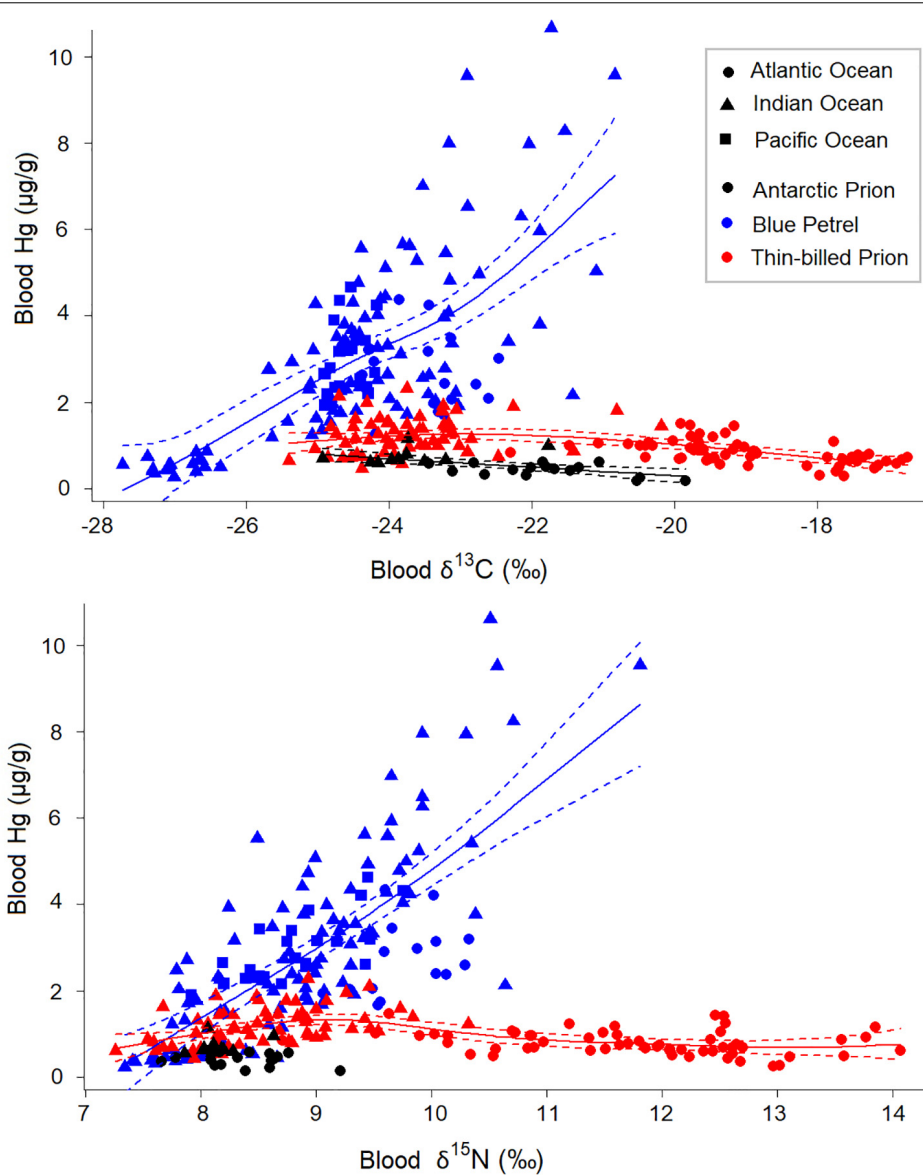 Blood Hg (µg/g)
10
8
6
4
2
0
Atlantic Ocean
Indian Ocean
Pacific Ocean
Antarctic Prion
Blue Petrel
Thin-billed Prion
-28
-26
-24
-22
-20
-18
Blood δ¹³C (‰)
Blood Hg (µg/g)
10
8
6
4
2
0
7
8
9
10
11
12
13
14
Blood δ¹⁵N (‰)